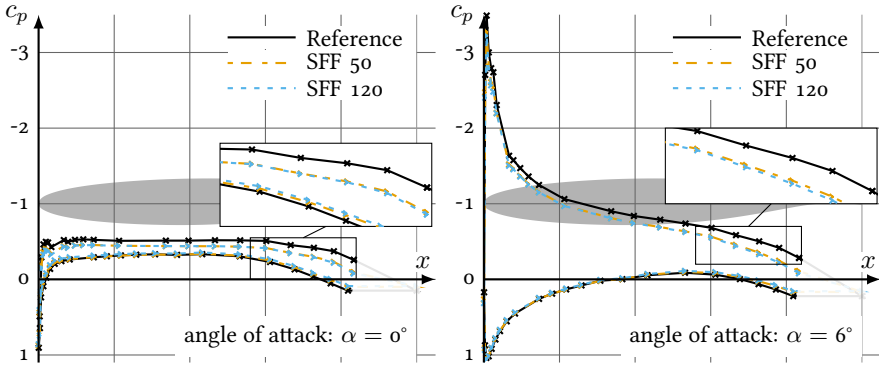 c_p
-3
-2
-1
0
1
Reference
SFF 50
SFF 120
x
angle of attack: α = 0°
c_p
-3
-2
-1
0
1
Reference
SFF 50
SFF 120
x
angle of attack: α = 6°